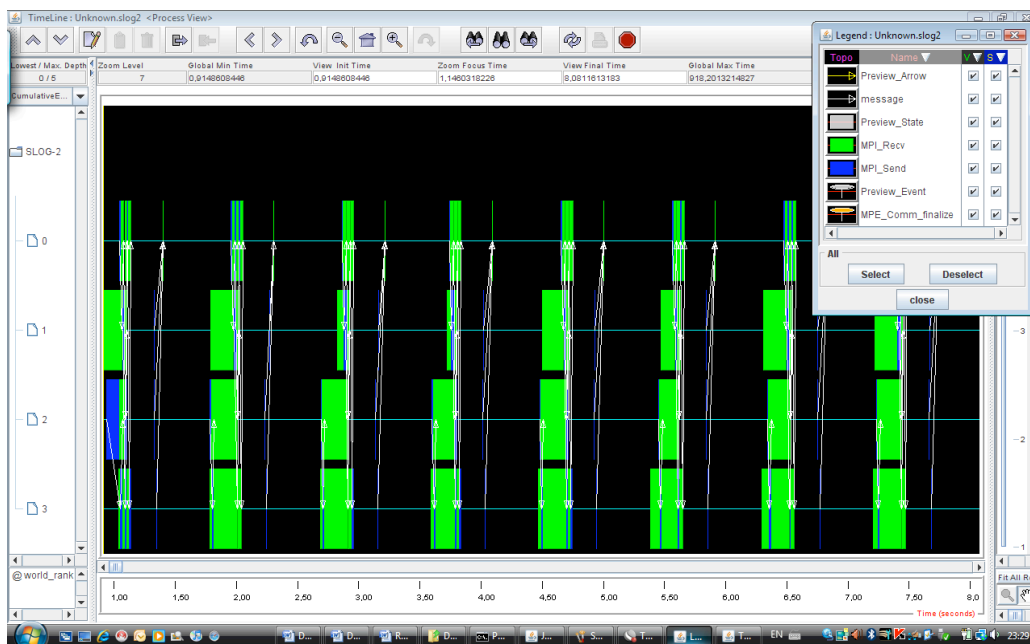 TimeLine : Unknown.slog2 <Process View>
Legend : Unknown.slog2
Lowest / Max. Depth Zoom Level Global Min Time View Init Time Zoom Focus Time View Final Time Global Max Time
0 / 5 7 0,9148608446 0,9148608446 1,1460318226 8,0811613183 918,2013214827
CumulativeE...
Topo Name V S
Preview_Arrow
message
Preview_State
MPI_Recv
MPI_Send
Preview_Event
MPE_Comm_finalize
All
Select Deselect
close
SLOG-2
0
1
2
3
3
2
1
@ world_rank
Fit All R
1,00 1,50 2,00 2,50 3,00 3,50 4,00 4,50 5,00 5,50 6,00 6,50 7,00 7,50 8,0
Time (seconds)
D... D... R... D... P... J... S... T... L... T... EN 23:29